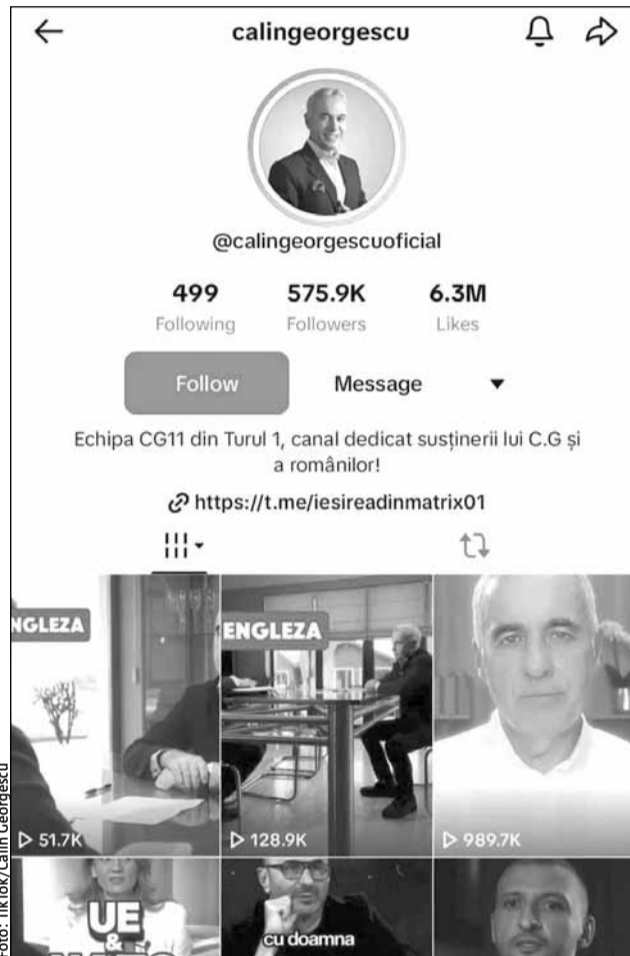 calingeorgescu
@calingeorgescuoficial
499 575.9K 6.3M
Following Followers Likes
Follow Message
Echipa CG11 din Turul 1, canal dedicat susținerii lui C.G și
a românilor!
https://t.me/iesireadinmatrix01
NGLEZA
ENGLEZA
51.7K
128.9K
989.7K
UE
&
cu doamna
Foto: TikTok/Calin Georgescu